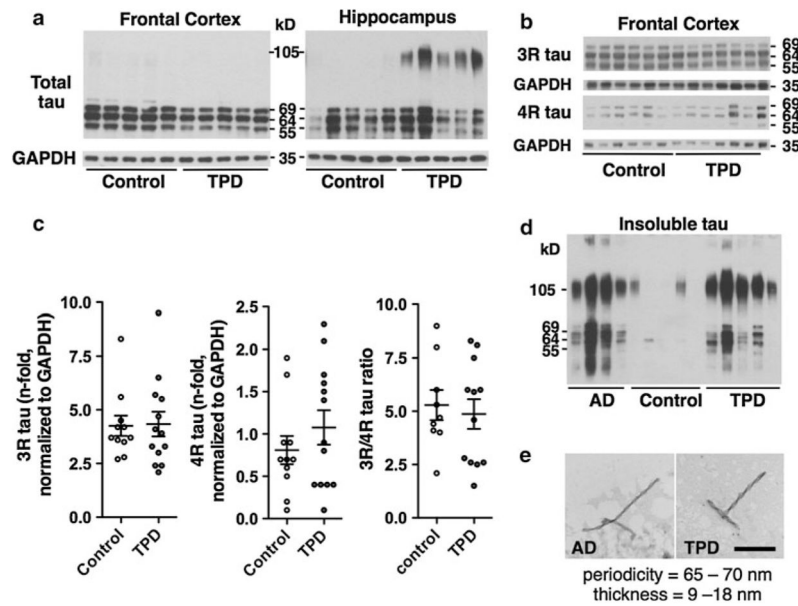 a
Frontal Cortex
kD
Hippocampus
Total tau
105
69
64
55
GAPDH
35
Control
TPD
Control
TPD
b
Frontal Cortex
3R tau
69
64
55
GAPDH
35
4R tau
69
64
55
GAPDH
35
Control
TPD
c
3R tau (n-fold,
normalized to GAPDH)
10.0
7.5
5.0
2.5
0.0
Control
TPD
4R tau (n-fold,
normalized to GAPDH)
2.5
2.0
1.5
1.0
0.5
0.0
Control
TPD
3R/4R tau ratio
10.0
7.5
5.0
2.5
0.0
control
TPD
d
Insoluble tau
kD
105
69
64
55
AD
Control
TPD
e
AD
TPD
periodicity = 65 – 70 nm
thickness = 9 –18 nm